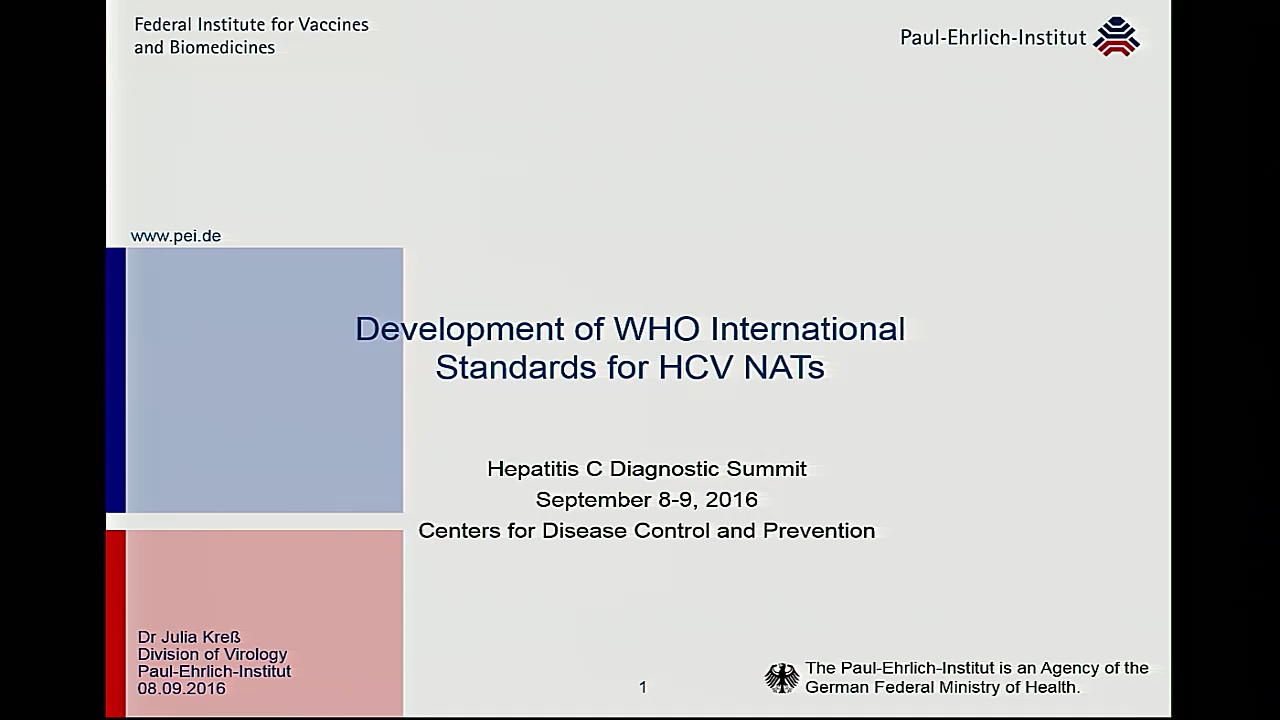 Federal Institute for Vaccines
and Biomedicines
Paul-Ehrlich-Institut
www.pei.de
Development of WHO International
Standards for HCV NATs
Hepatitis C Diagnostic Summit
September 8-9, 2016
Centers for Disease Control and Prevention
Dr Julia Kreß
Division of Virology
Paul-Ehrlich-Institut
08.09.2016
1
The Paul-Ehrlich-Institut is an Agency of the
German Federal Ministry of Health.